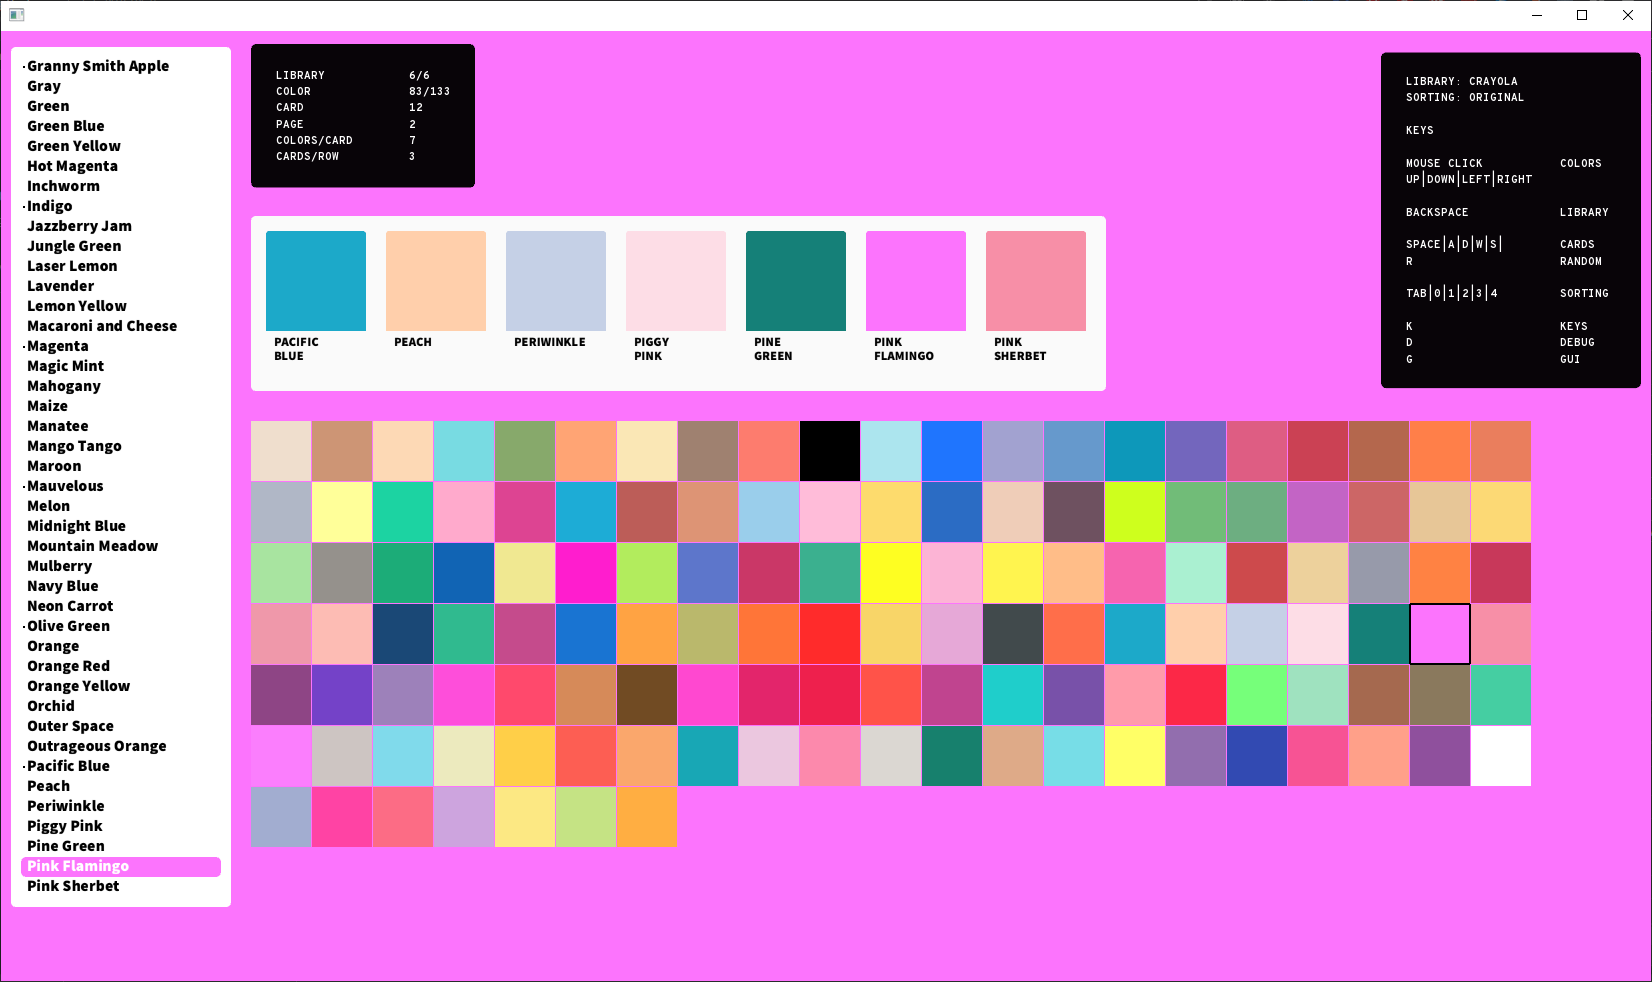 ·Granny Smith Apple
Gray
Green
Green Blue
Green Yellow
Hot Magenta
Inchworm
·Indigo
Jazzberry Jam
Jungle Green
Laser Lemon
Lavender
Lemon Yellow
Macaroni and Cheese
·Magenta
Magic Mint
Mahogany
Maize
Manatee
Mango Tango
Maroon
·Mauvelous
Melon
Midnight Blue
Mountain Meadow
Mulberry
Navy Blue
Neon Carrot
·Olive Green
Orange
Orange Red
Orange Yellow
Orchid
Outer Space
Outrageous Orange
·Pacific Blue
Peach
Periwinkle
Piggy Pink
Pine Green
Pink Flamingo
Pink Sherbet
LIBRARY 6/6
COLOR 83/133
CARD 12
PAGE 2
COLORS/CARD 7
CARDS/ROW 3
PACIFIC
BLUE
PEACH
PERIWINKLE
PIGGY
PINK
PINE
GREEN
PINK
FLAMINGO
PINK
SHERBET
LIBRARY: CRAYOLA
SORTING: ORIGINAL
KEYS
MOUSE CLICK COLORS
UP|DOWN|LEFT|RIGHT
BACKSPACE LIBRARY
SPACE|A|D|W|S| CARDS
R RANDOM
TAB|0|1|2|3|4 SORTING
K KEYS
D DEBUG
G GUI